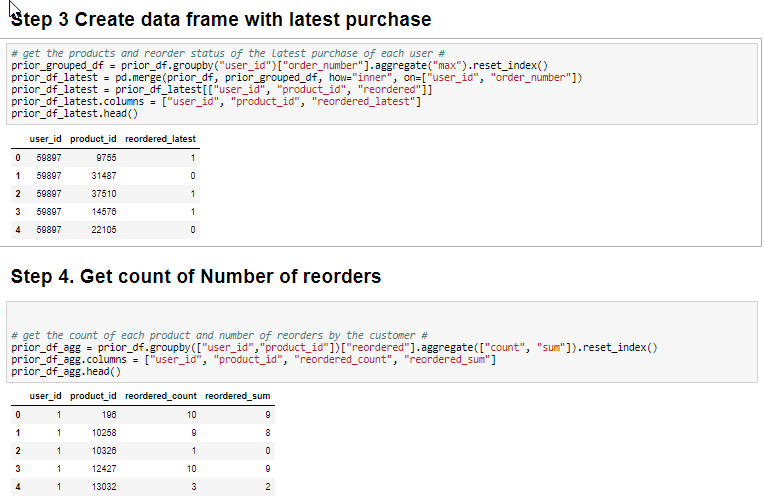 Step 3 Create data frame with latest purchase
# get the products and reorder status of the latest purchase of each user #
prior_grouped_df = prior_df.groupby("user_id")["order_number"].aggregate("max").reset_index()
prior_df_latest = pd.merge(prior_df, prior_grouped_df, how="inner", on=["user_id", "order_number"])
prior_df_latest = prior_df_latest[["user_id", "product_id", "reordered"]]
prior_df_latest.columns = ["user_id", "product_id", "reordered_latest"]
prior_df_latest.head()
user_id product_id reordered_latest
0 59897 9755 1
1 59897 31487 0
2 59897 37510 1
3 59897 14576 1
4 59897 22105 0
Step 4. Get count of Number of reorders
# get the count of each product and number of reorders by the customer #
prior_df_agg = prior_df.groupby(["user_id","product_id"])["reordered"].aggregate(["count", "sum"]).reset_index()
prior_df_agg.columns = ["user_id", "product_id", "reordered_count", "reordered_sum"]
prior_df_agg.head()
user_id product_id reordered_count reordered_sum
0 1 196 10 9
1 1 10258 9 8
2 1 10326 1 0
3 1 12427 10 9
4 1 13032 3 2